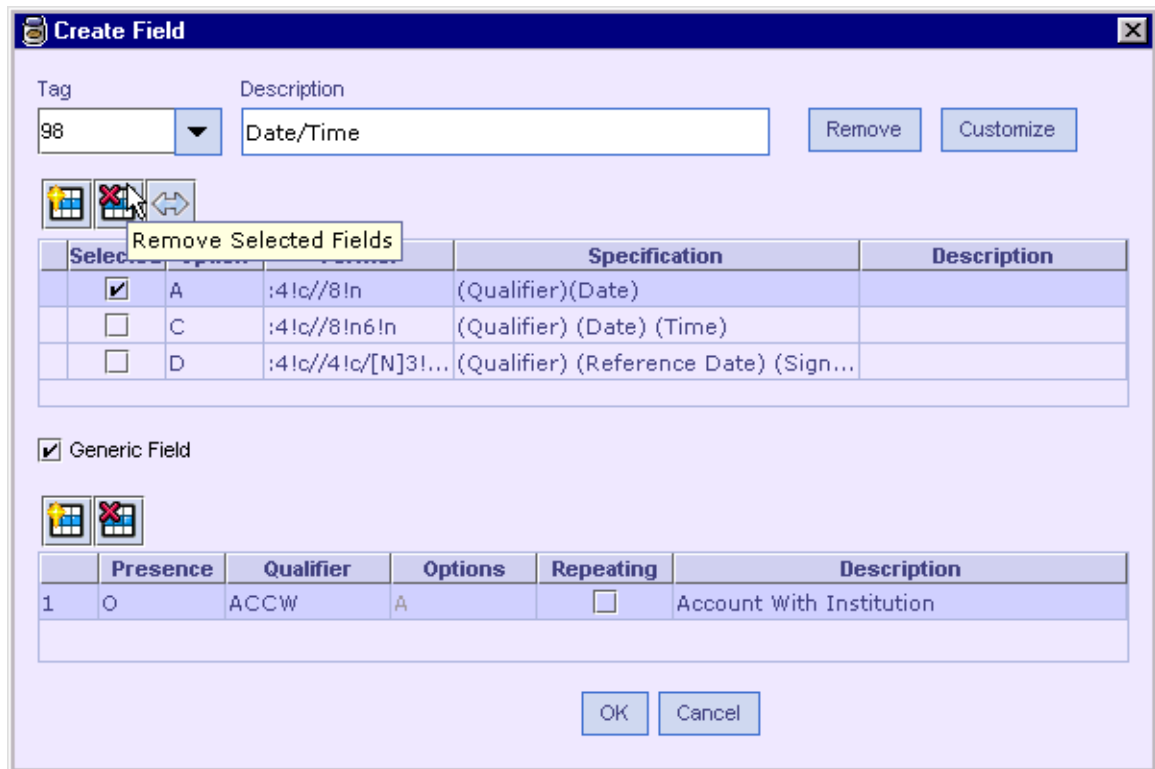 Create Field
Tag Description
98 Date/Time Remove Customize
Remove Selected Fields
Specification Description
A :4!c//8!n (Qualifier)(Date)
C :4!c//8!n6!n (Qualifier) (Date) (Time)
D :4!c//4!c/[N]3!... (Qualifier) (Reference Date) (Sign...
Generic Field
Presence Qualifier Options Repeating Description
1 O ACCW A Account With Institution
OK Cancel